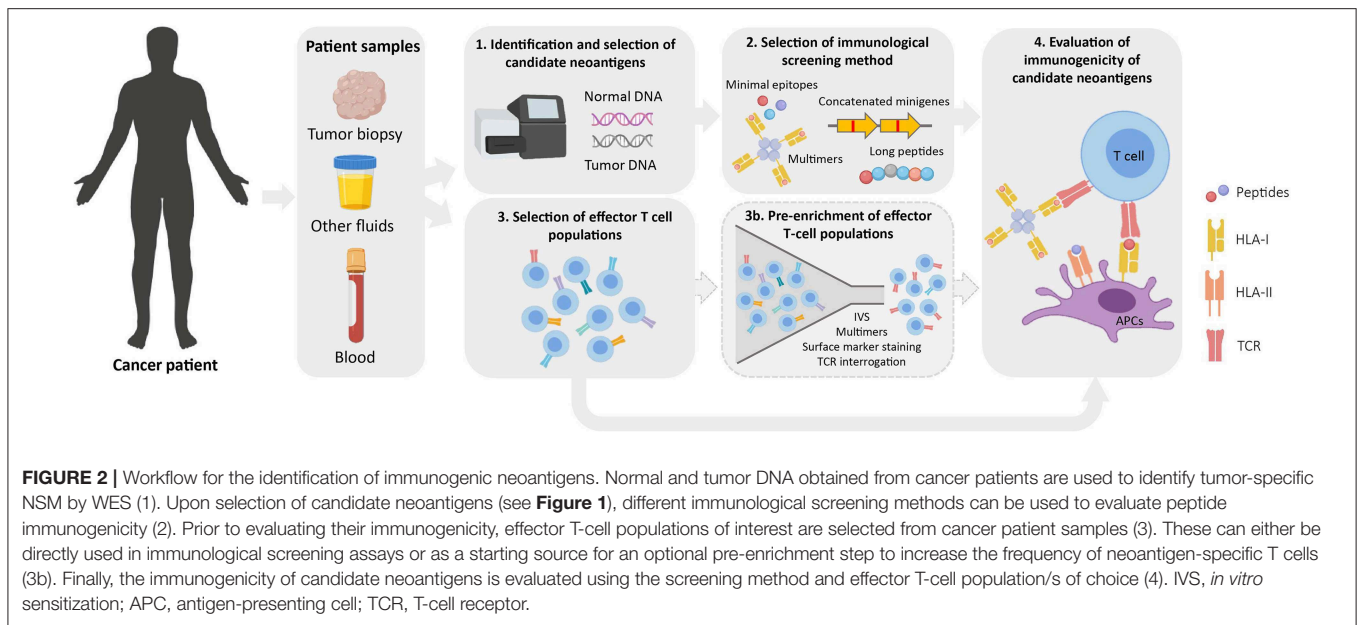 Cancer patient
Patient samples
Tumor biopsy
Other fluids
Blood
1. Identification and selection of
candidate neoantigens
Normal DNA
Tumor DNA
2. Selection of immunological
screening method
Minimal epitopes
Concatenated minigenes
Multimers
Long peptides
3. Selection of effector T cell
populations
3b. Pre-enrichment of effector
T-cell populations
IVS
Multimers
Surface marker staining
TCR interrogation
4. Evaluation of
immunogenicity of
candidate neoantigens
T cell
APCs
Peptides
HLA-I
HLA-II
TCR
FIGURE 2 | Workflow for the identification of immunogenic neoantigens. Normal and tumor DNA obtained from cancer patients are used to identify tumor-specific
NSM by WES (1). Upon selection of candidate neoantigens (see Figure 1), different immunological screening methods can be used to evaluate peptide
immunogenicity (2). Prior to evaluating their immunogenicity, effector T-cell populations of interest are selected from cancer patient samples (3). These can either be
directly used in immunological screening assays or as a starting source for an optional pre-enrichment step to increase the frequency of neoantigen-specific T cells
(3b). Finally, the immunogenicity of candidate neoantigens is evaluated using the screening method and effector T-cell population/s of choice (4). IVS, in vitro
sensitization; APC, antigen-presenting cell; TCR, T-cell receptor.